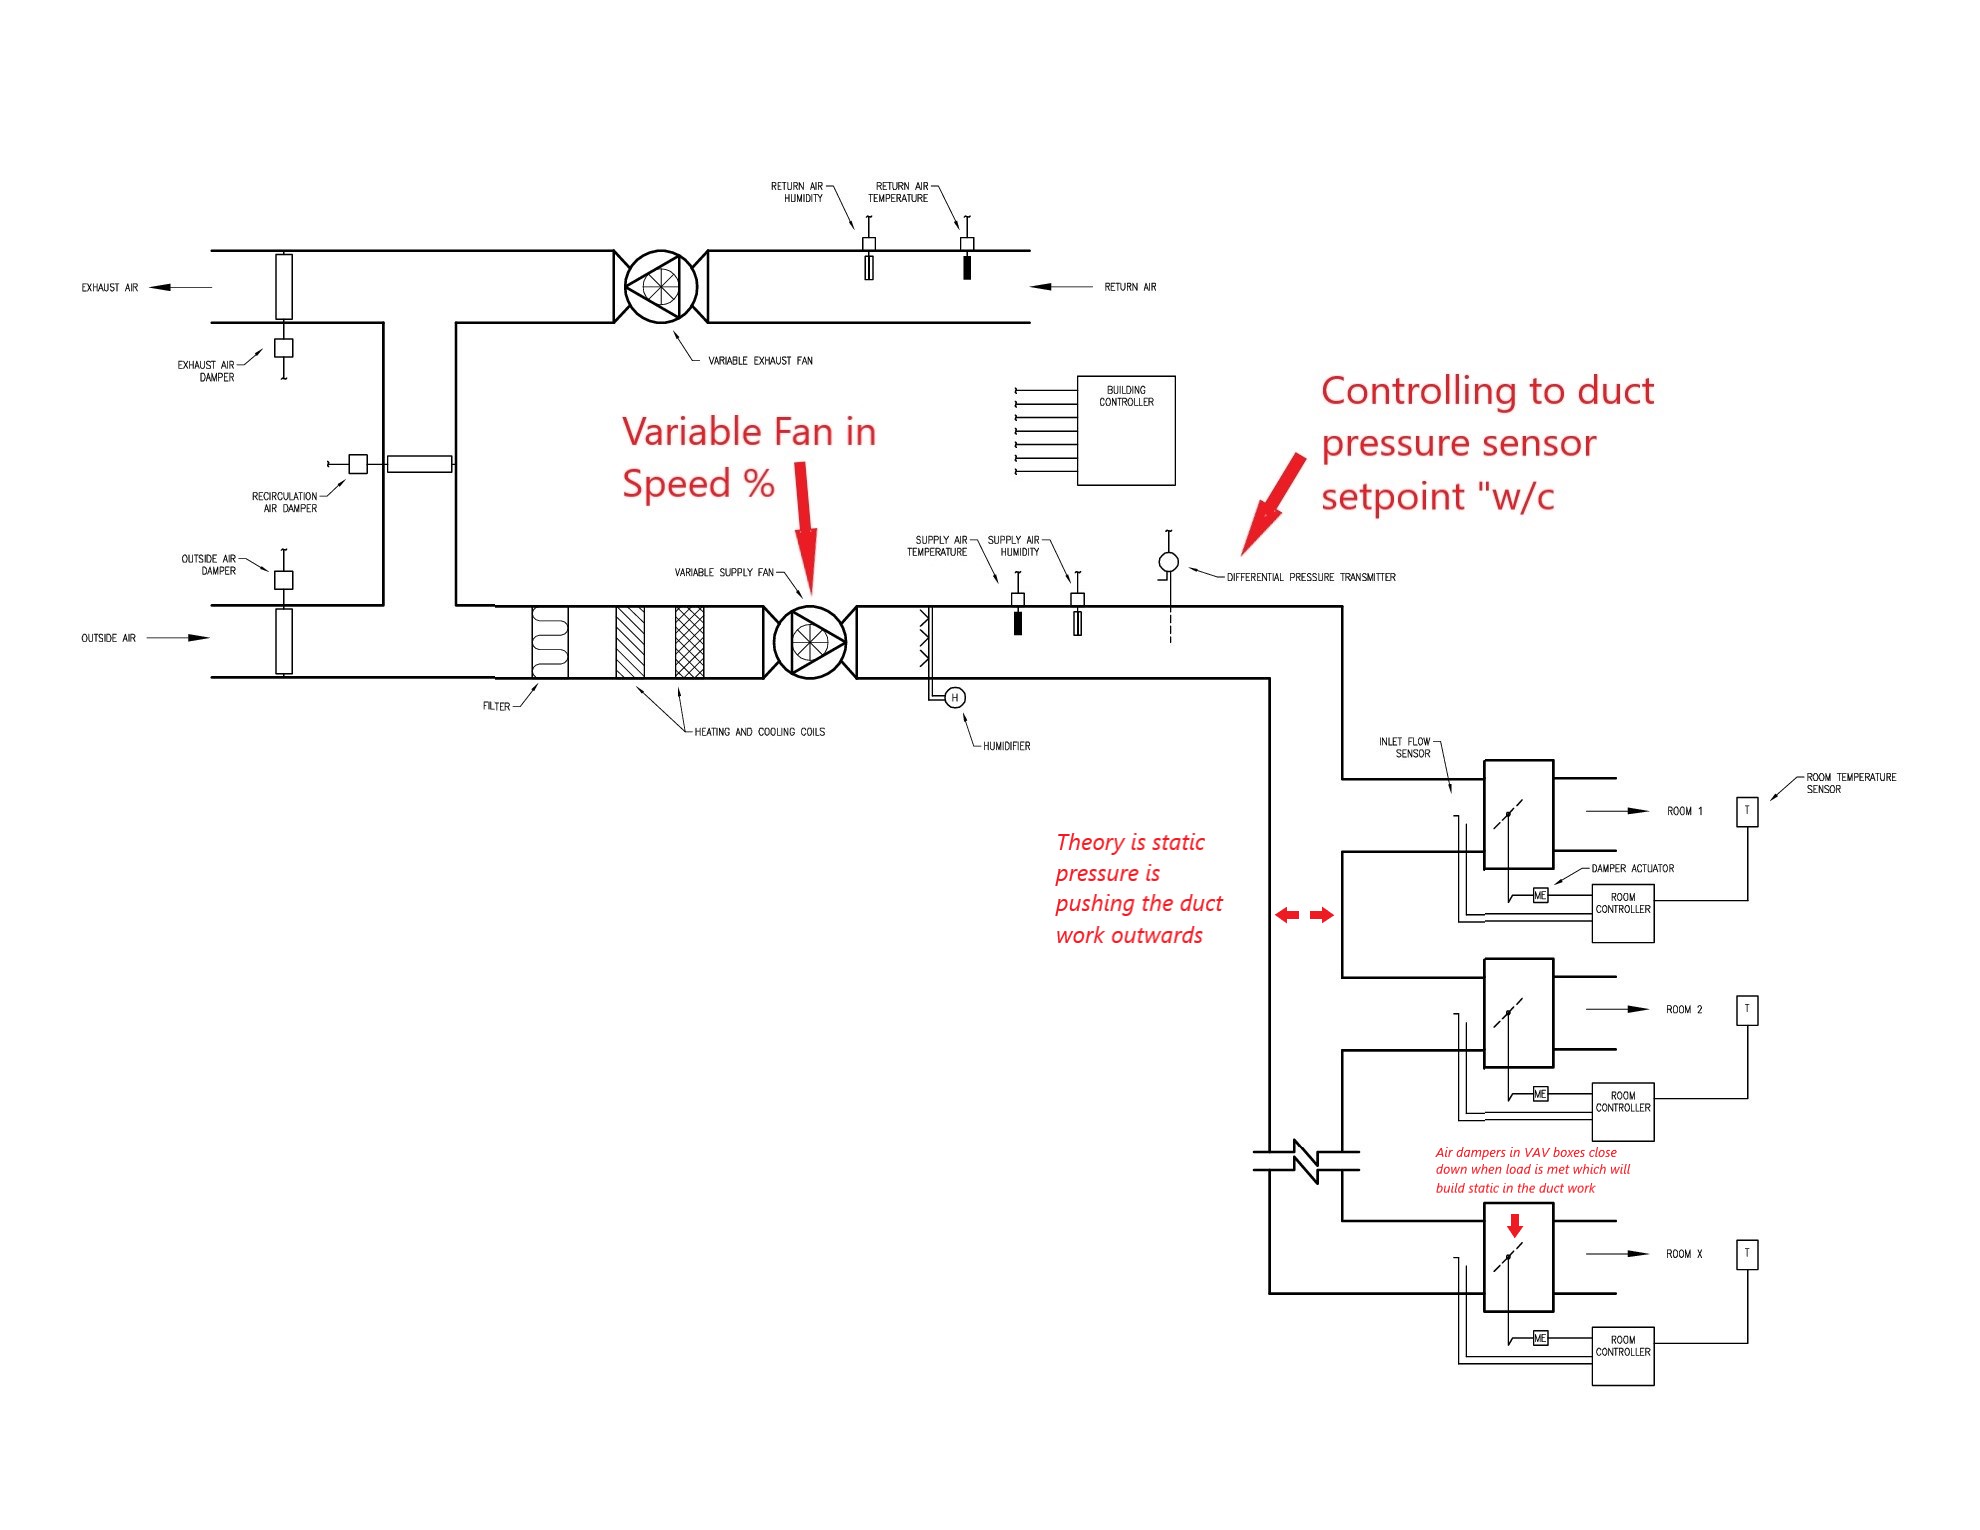 RETURN AIR
HUMIDITY
RETURN AIR
TEMPERATURE
EXHAUST AIR
RETURN AIR
EXHAUST AIR
DAMPER
VARIABLE EXHAUST FAN
BUILDING
CONTROLLER
Controlling to duct
pressure sensor
setpoint "w/c
Variable Fan in
Speed %
RECIRCULATION
AIR DAMPER
OUTSIDE AIR
DAMPER
VARIABLE SUPPLY FAN
SUPPLY AIR
TEMPERATURE
SUPPLY AIR
HUMIDITY
DIFFERENTIAL PRESSURE TRANSMITTER
OUTSIDE AIR
FILTER
HEATING AND COOLING COILS
H
HUMIDIFIER
INLET FLOW
SENSOR
ROOM TEMPERATURE
SENSOR
ROOM 1
T
Theory is static
pressure is
pushing the duct
work outwards
DAMPER ACTUATOR
ME
ROOM
CONTROLLER
ROOM 2
T
ME
ROOM
CONTROLLER
Air dampers in VAV boxes close
down when load is met which will
build static in the duct work
ROOM X
T
ME
ROOM
CONTROLLER